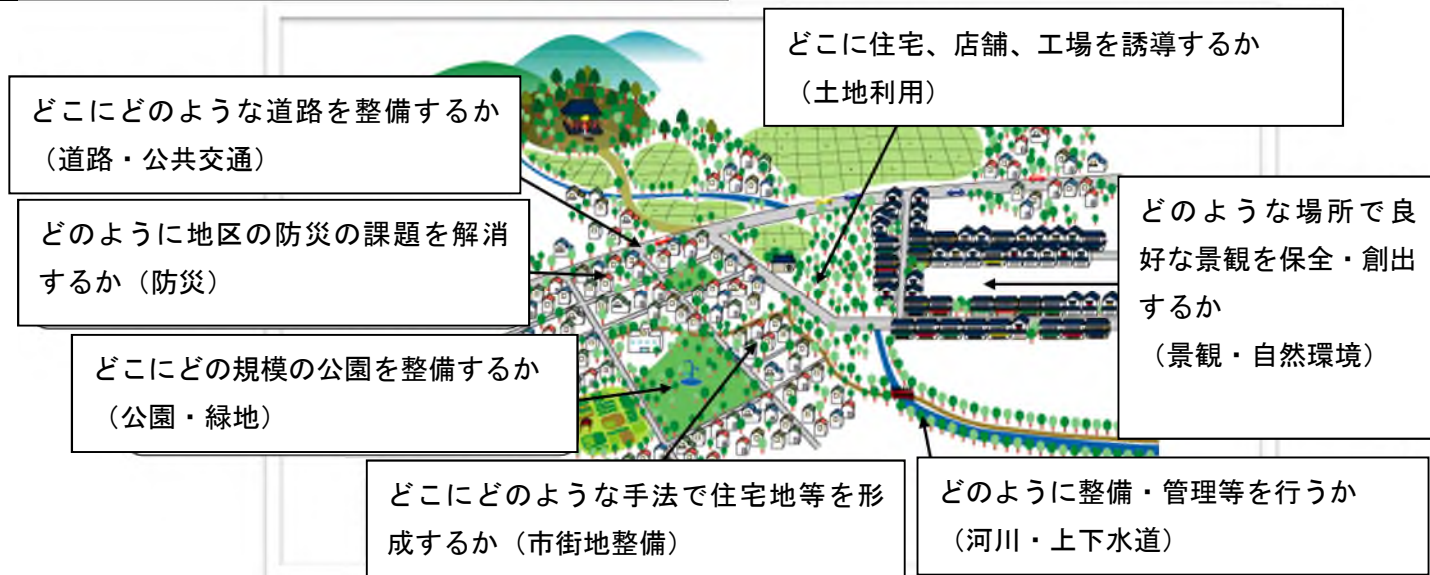 どこに住宅、店舗、工場を誘導するか
（土地利用）
どこにどのような道路を整備するか
（道路・公共交通）
どのように地区の防災の課題を解消
するか（防災）
どのような場所で良
好な景観を保全・創出
するか
（景観・自然環境）
どこにどの規模の公園を整備するか
（公園・緑地）
どこにどのような手法で住宅地等を形
成するか（市街地整備）
どのように整備・管理等を行うか
（河川・上下水道）